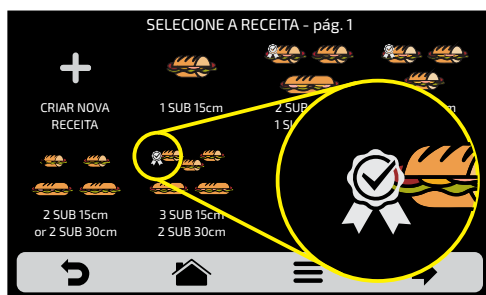 SELECIONE A RECEITA - pág. 1
CRIAR NOVA
RECEITA
1 SUB 15cm
2 SUB
1 SU
m
2 SUB 15cm
or 2 SUB 30cm
3 SUB 15cm
2 SUB 30cm